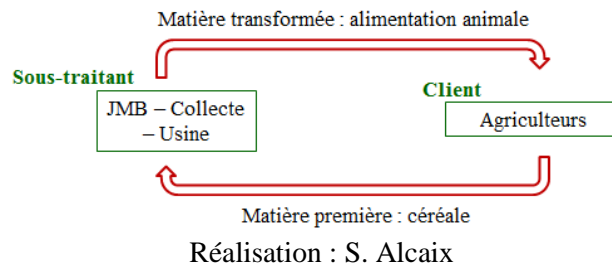 Matière transformée : alimentation animale
Sous-traitant
Client
JMB – Collecte
– Usine
Agriculteurs
Matière première : céréale
Réalisation : S. Alcaix